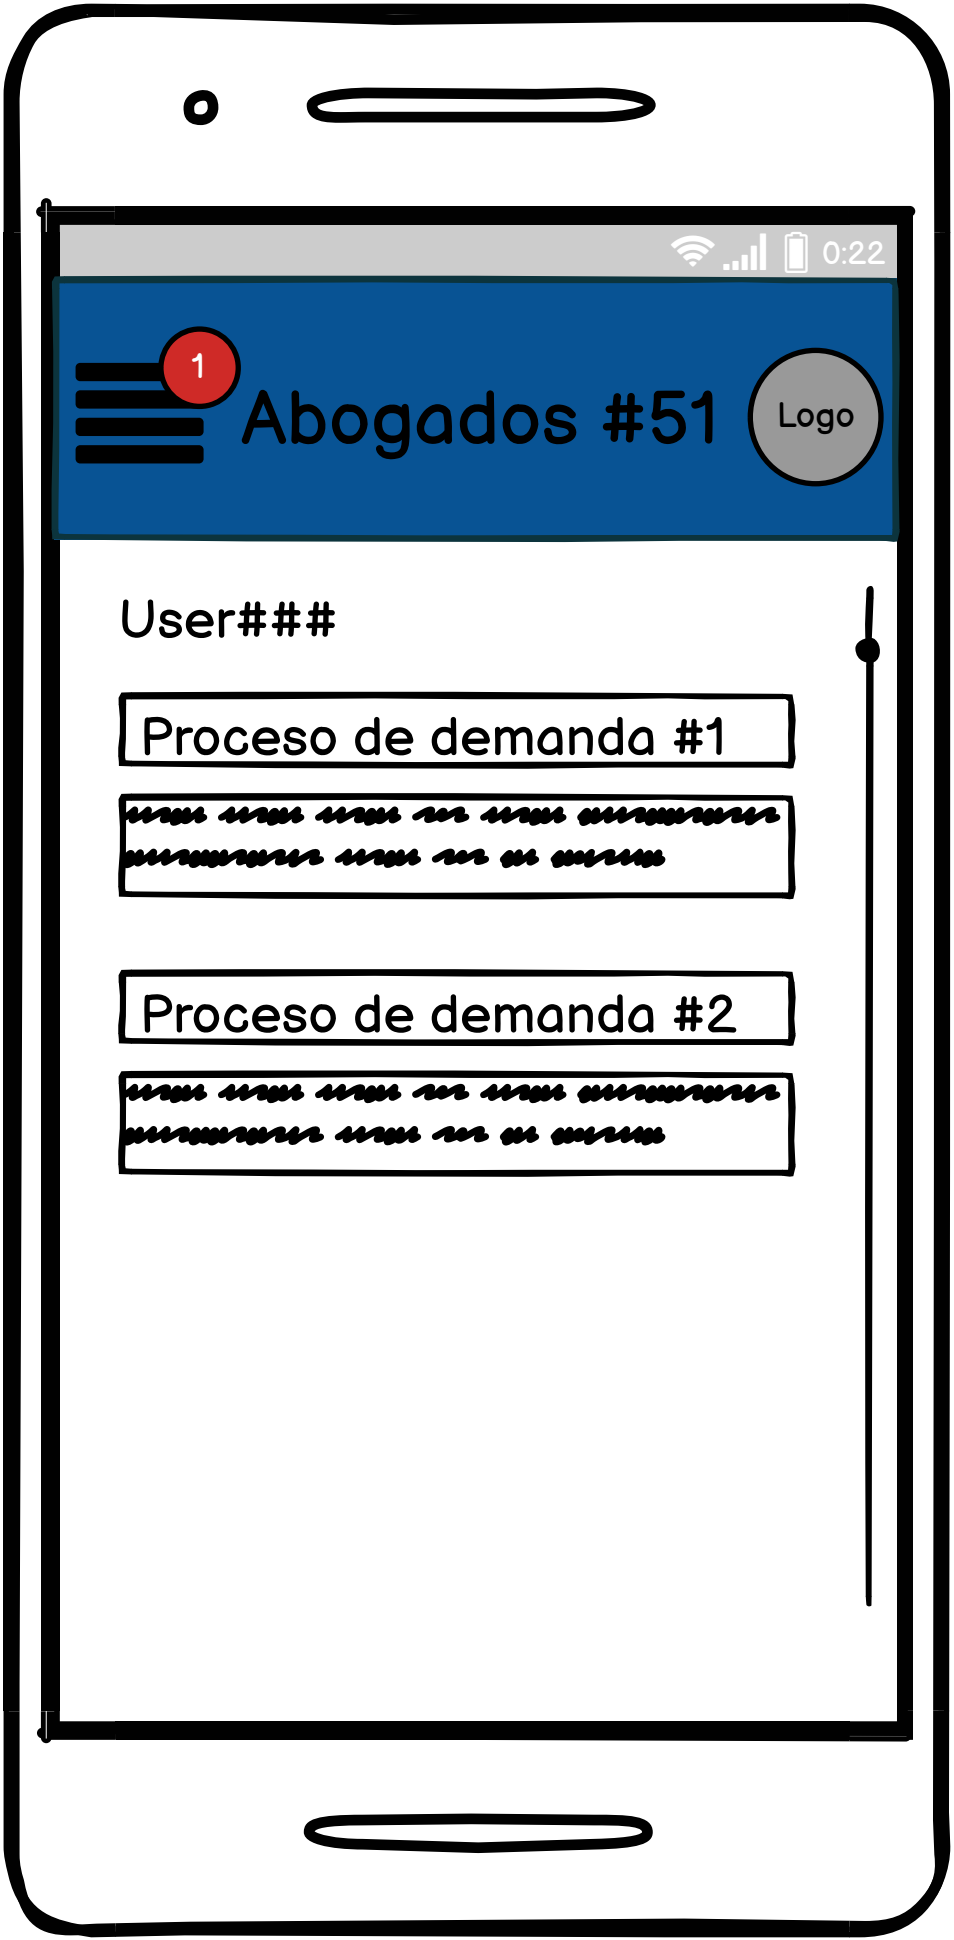 0:22
1
Abogados #51
Logo
User###
Proceso de demanda #1
Proceso de demanda #2